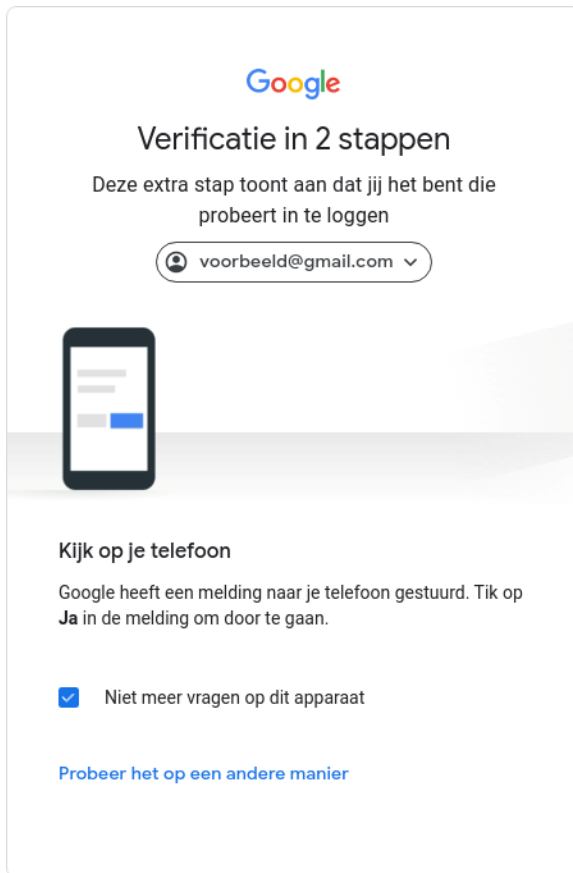 Google
Verificatie in 2 stappen
Deze extra stap toont aan dat jij het bent die
probeert in te loggen
voorbeeld@gmail.com
Kijk op je telefoon
Google heeft een melding naar je telefoon gestuurd. Tik op
Ja in de melding om door te gaan.
Niet meer vragen op dit apparaat
Probeer het op een andere manier